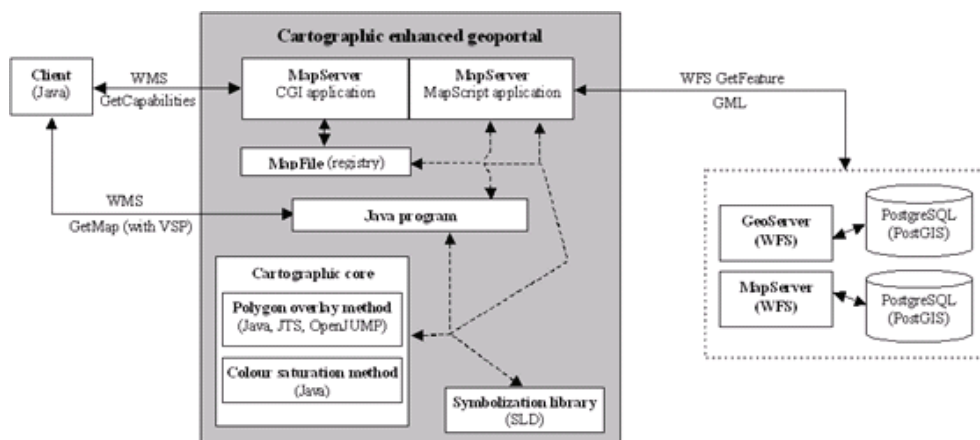 Cartographic enhanced geoportal
Client
(Java)
WMS
GetCapabilities
MapServer
CGI application
MapServer
MapScript application
WFS GetFeature
GML
MapFile (registry)
WMS
GetMap (with VSP)
Java program
GeoServer
(WFS)
PostgreSQL
(PostGIS)
MapServer
(WFS)
PostgreSQL
(PostGIS)
Cartographic core
Polygon overlay method
(Java, JTS, OpenJUMP)
Colour saturation method
(Java)
Symbolization library
(SLD)